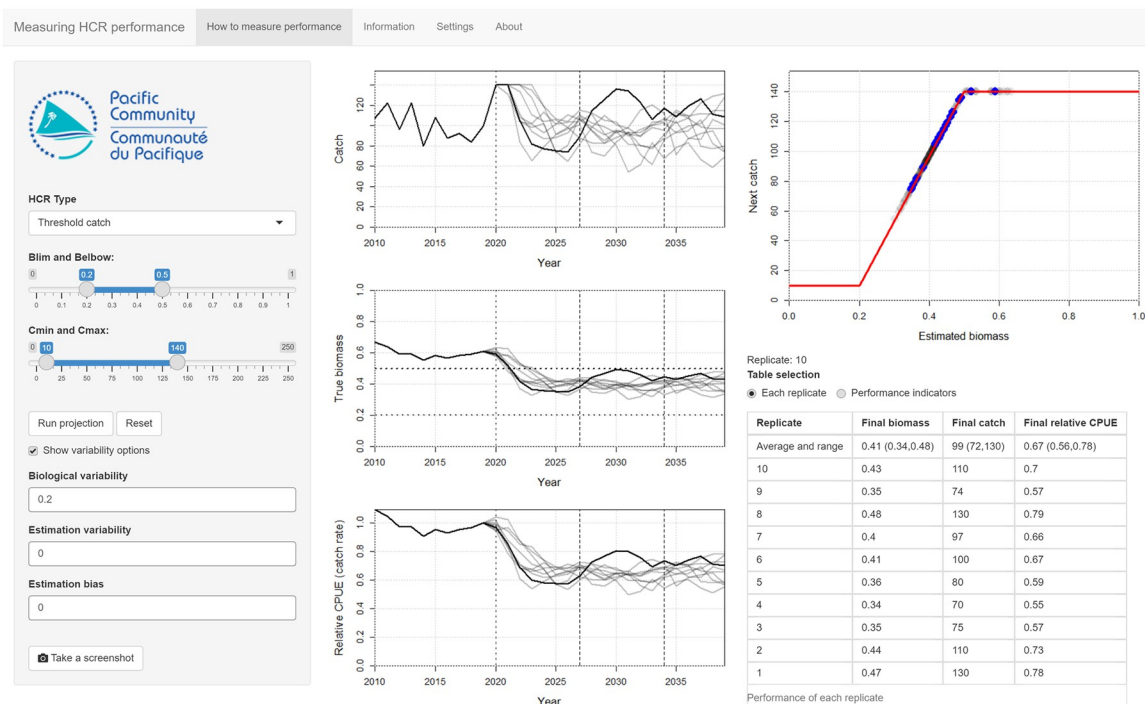 Measuring HCR performance How to measure performance Information Settings About
Pacific
Community
Communauté
du Pacifique
HCR Type
Threshold catch
Blim and Belbow:
0 0.2 0.5 1
0 0.1 0.2 0.3 0.4 0.5 0.6 0.7 0.8 0.9 1
Cmin and Cmax:
0 10 140 250
0 25 50 75 100 125 150 175 200 225 250
Run projection Reset
Show variability options
Biological variability
0.2
Estimation variability
0
Estimation bias
0
Take a screenshot
Catch
0 20 40 60 80 120
2010 2015 2020 2025 2030 2035
Year
True biomass
0.0 0.2 0.4 0.6 0.8 1.0
2010 2015 2020 2025 2030 2035
Year
Relative CPUE (catch rate)
0.0 0.2 0.4 0.6 0.8 1.0
2010 2015 2020 2025 2030 2035
Year
Next catch
0 20 40 60 80 100 120 140
0.0 0.2 0.4 0.6 0.8 1.0
Estimated biomass
Replicate: 10
Table selection
Each replicate Performance indicators
Replicate Final biomass Final catch Final relative CPUE
Average and range 0.41 (0.34,0.48) 99 (72,130) 0.67 (0.56,0.78)
10 0.43 110 0.7
9 0.35 74 0.57
8 0.48 130 0.79
7 0.4 97 0.66
6 0.41 100 0.67
5 0.36 80 0.59
4 0.34 70 0.55
3 0.35 75 0.57
2 0.44 110 0.73
1 0.47 130 0.78
Performance of each replicate